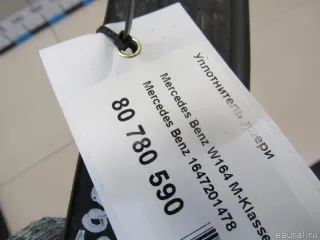 Уплотнитель двери
Mercedes Benz W164 M-Klasse
Mercedes Benz 1647201478
80 780 590
eaural.ru